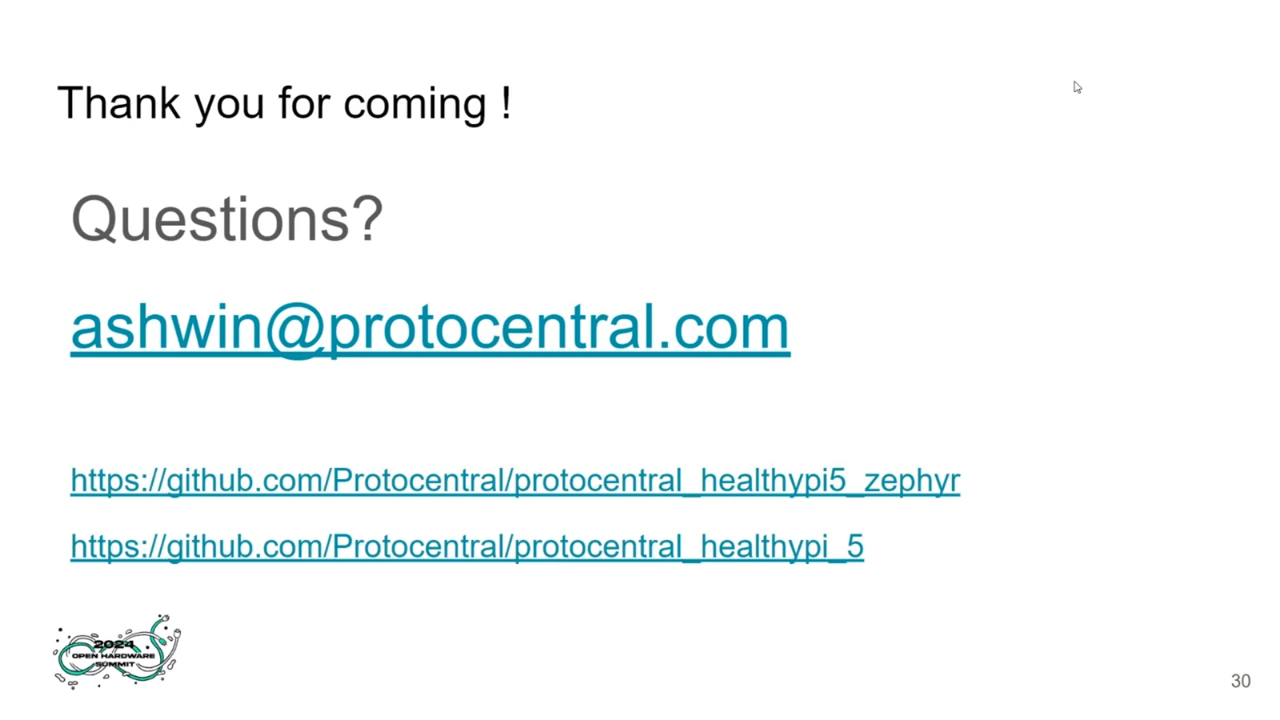 Thank you for coming !
Questions?
ashwin@protocentral.com
https://github.com/Protocentral/protocentral_healthypi5_zephyr
https://github.com/Protocentral/protocentral_healthypi_5
2024
OPEN HARDWARE
SUMMIT
30